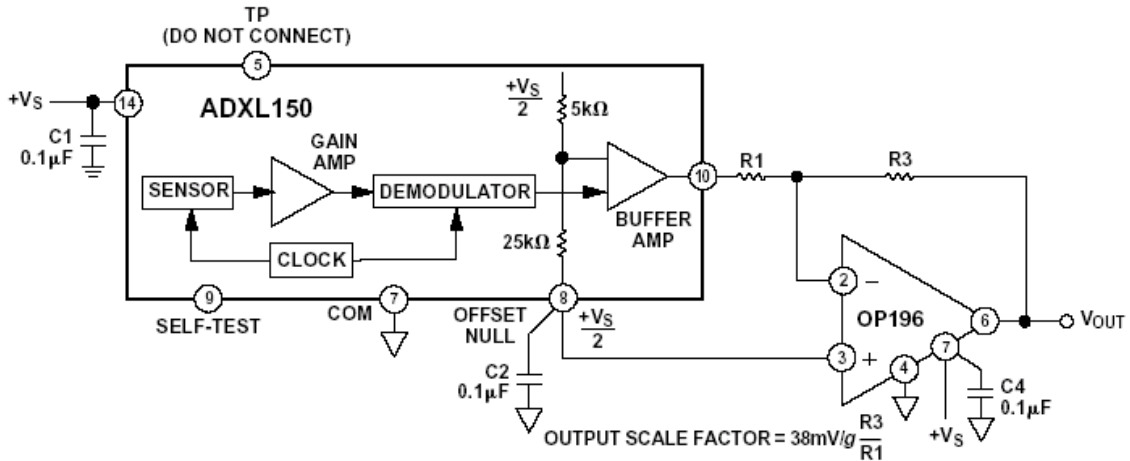 TP
(DO NOT CONNECT)
5
+VS
14
C1
0.1µF
ADXL150
+VS
2
5kΩ
GAIN
AMP
SENSOR
DEMODULATOR
CLOCK
25kΩ
BUFFER
AMP
10
R1
R3
9
SELF-TEST
COM
7
OFFSET
NULL
8
+VS
2
C2
0.1µF
2
−
3
+
OP196
4
7
6
VOUT
C4
0.1µF
+VS
OUTPUT SCALE FACTOR = 38mV/g R3
R1